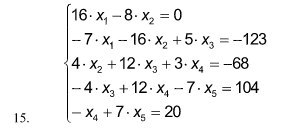 16·x₁ − 8·x₂ = 0
−7·x₁ − 16·x₂ + 5·x₃ = −123
4·x₂ + 12·x₃ + 3·x₄ = −68
−4·x₃ + 12·x₄ − 7·x₅ = 104
15. − x₄ + 7·x₅ = 20